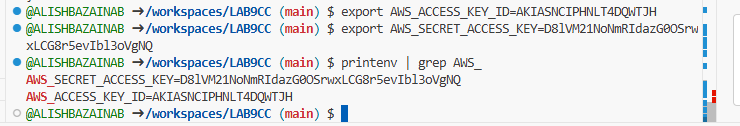 @ALISHBAZAINAB ➜/workspaces/LAB9CC (main) $ export AWS_ACCESS_KEY_ID=AKIASNCIPHNLT4DQWTJH
@ALISHBAZAINAB ➜/workspaces/LAB9CC (main) $ export AWS_SECRET_ACCESS_KEY=D8lVM21NoNmRIdazG0OSrw
xLCG8r5evIbl3oVgNQ
@ALISHBAZAINAB ➜/workspaces/LAB9CC (main) $ printenv | grep AWS_
AWS_SECRET_ACCESS_KEY=D8lVM21NoNmRIdazG0OSrwxLCG8r5evIbl3oVgNQ
AWS_ACCESS_KEY_ID=AKIASNCIPHNLT4DQWTJH
@ALISHBAZAINAB ➜/workspaces/LAB9CC (main) $